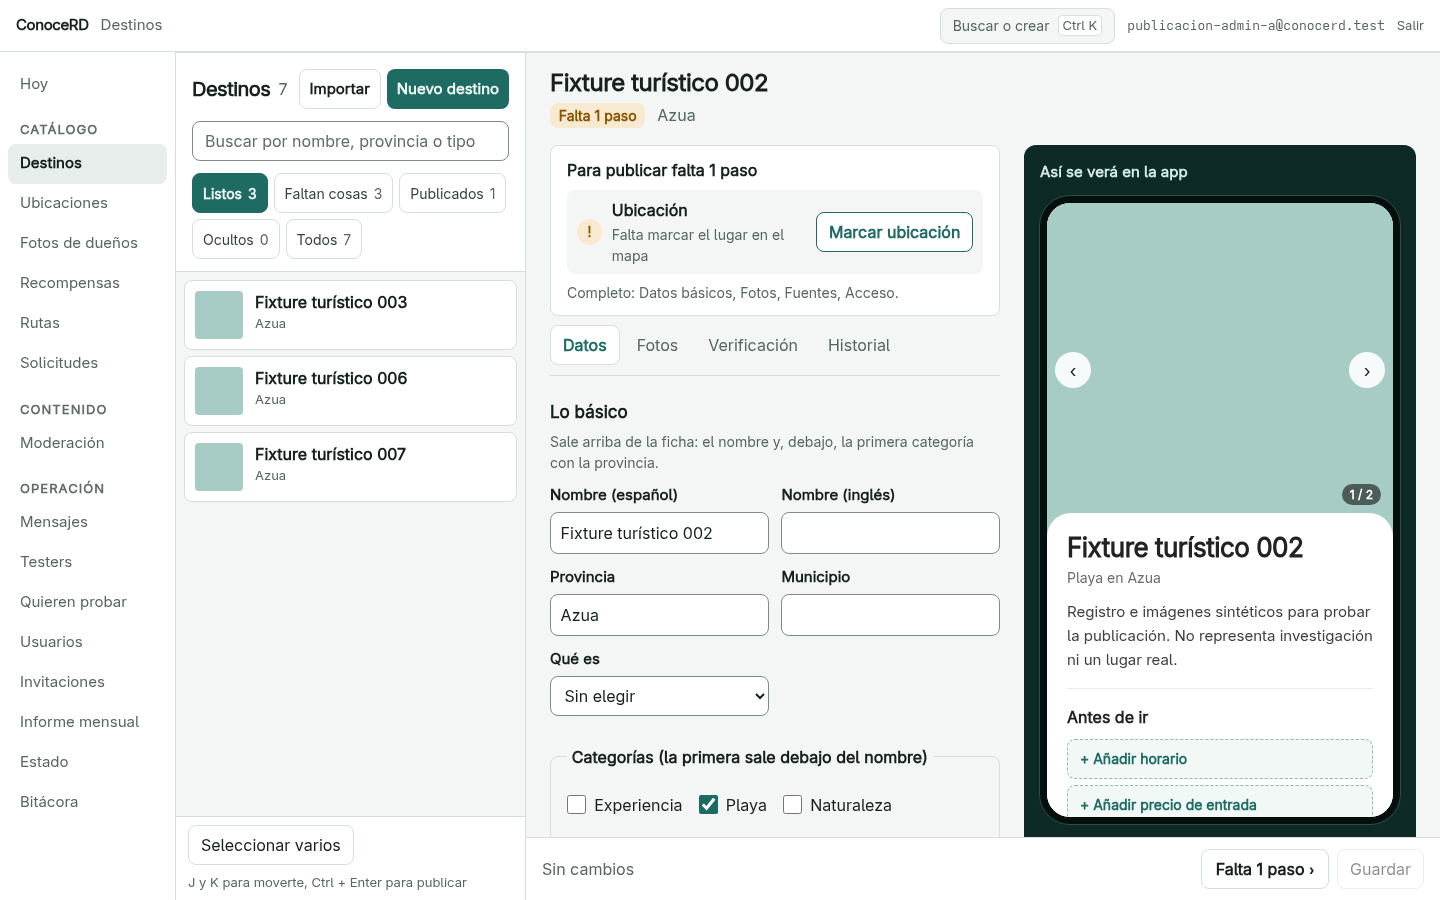 ConoceRD Destinos
Buscar o crear Ctrl K
publicacion-admin-a@conocerd.test
Salir
Hoy
CATÁLOGO
Destinos
Ubicaciones
Fotos de dueños
Recompensas
Rutas
Solicitudes
CONTENIDO
Moderación
OPERACIÓN
Mensajes
Testers
Quieren probar
Usuarios
Invitaciones
Informe mensual
Estado
Bitácora
Destinos 7
Importar
Nuevo destino
Buscar por nombre, provincia o tipo
Listos 3
Faltan cosas 3
Publicados 1
Ocultos 0
Todos 7
Fixture turístico 003
Azua
Fixture turístico 006
Azua
Fixture turístico 007
Azua
Seleccionar varios
J y K para moverte, Ctrl + Enter para publicar
Fixture turístico 002
Falta 1 paso
Azua
Para publicar falta 1 paso
!
Ubicación
Falta marcar el lugar en el
mapa
Marcar ubicación
Completo: Datos básicos, Fotos, Fuentes, Acceso.
Datos
Fotos
Verificación
Historial
Lo básico
Sale arriba de la ficha: el nombre y, debajo, la primera categoría
con la provincia.
Nombre (español)
Nombre (inglés)
Fixture turístico 002
Provincia
Municipio
Azua
Qué es
Sin elegir
Categorías (la primera sale debajo del nombre)
Experiencia
Playa
Naturaleza
Así se verá en la app
‹
›
1 / 2
Fixture turístico 002
Playa en Azua
Registro e imágenes sintéticos para probar
la publicación. No representa investigación
ni un lugar real.
Antes de ir
+ Añadir horario
+ Añadir precio de entrada
Sin cambios
Falta 1 paso ›
Guardar